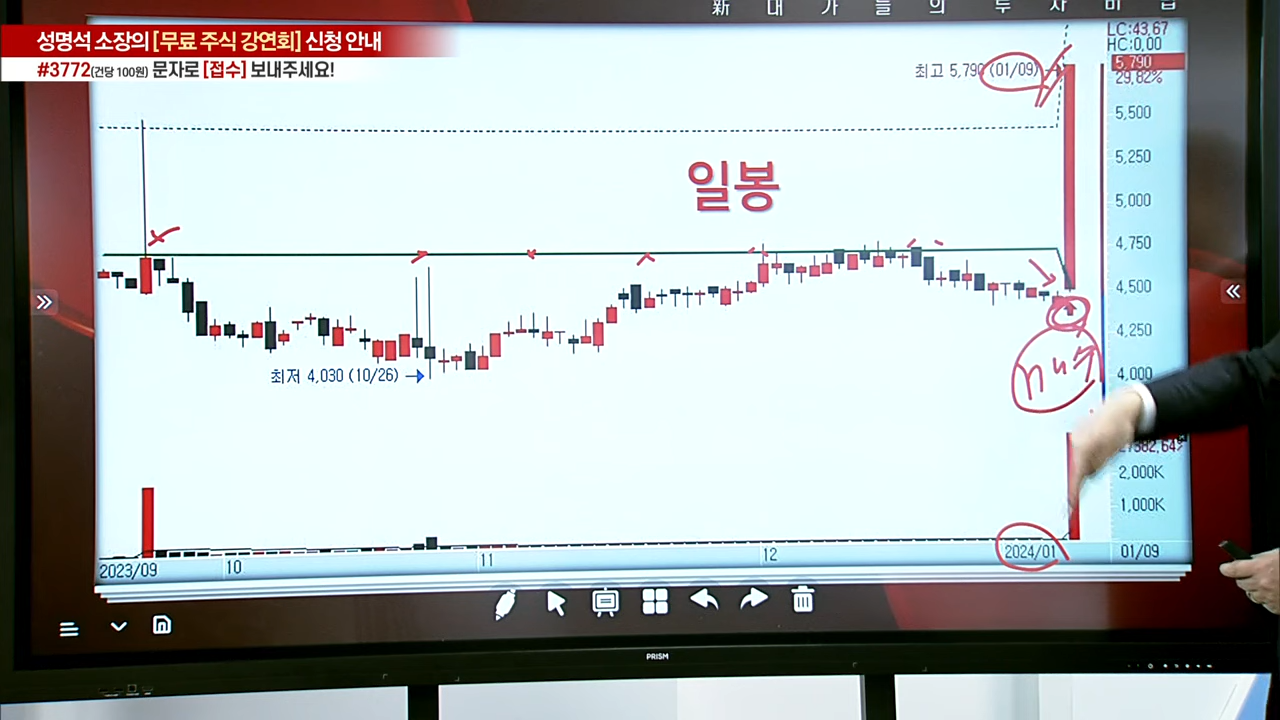 新 대 가 들 의 투 자 비 법
성명석 소장의 [무료 주식 강연회] 신청 안내
#3772(건당 100원) 문자로 [접수] 보내주세요!
LC:43,67
HC:0,00
최고 5,790 (01/09)
5,790
29,82%
5,500
5,250
일봉
5,000
4,750
4,500
4,250
최저 4,030 (10/26)
4,000
382,64%
2,000K
1,000K
2023/09
10
11
12
2024/01
01/09
PRISM